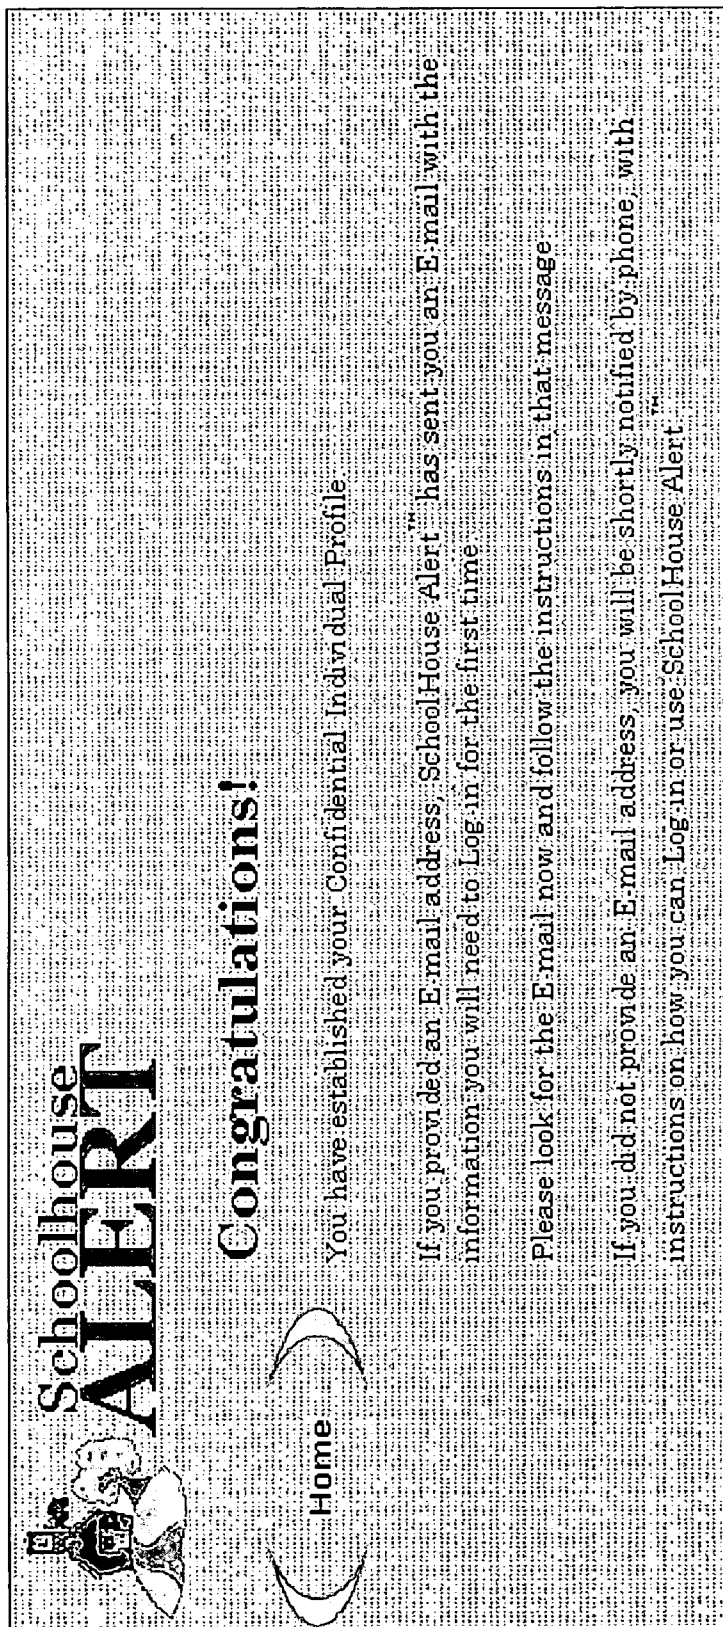 Schoolhouse
ALERT
Home
Congratulations!
You have established your Confidential Individual Profile.
If you provided an E-mail address, SchoolHouse Alert™ has sent you an E-mail with the
information you will need to Log-in for the first time.
Please look for the E-mail now and follow the instructions in that message
If you did not provide an E-mail address, you will be shortly notified by phone, with
instructions on how you can Log-in or use SchoolHouse Alert™